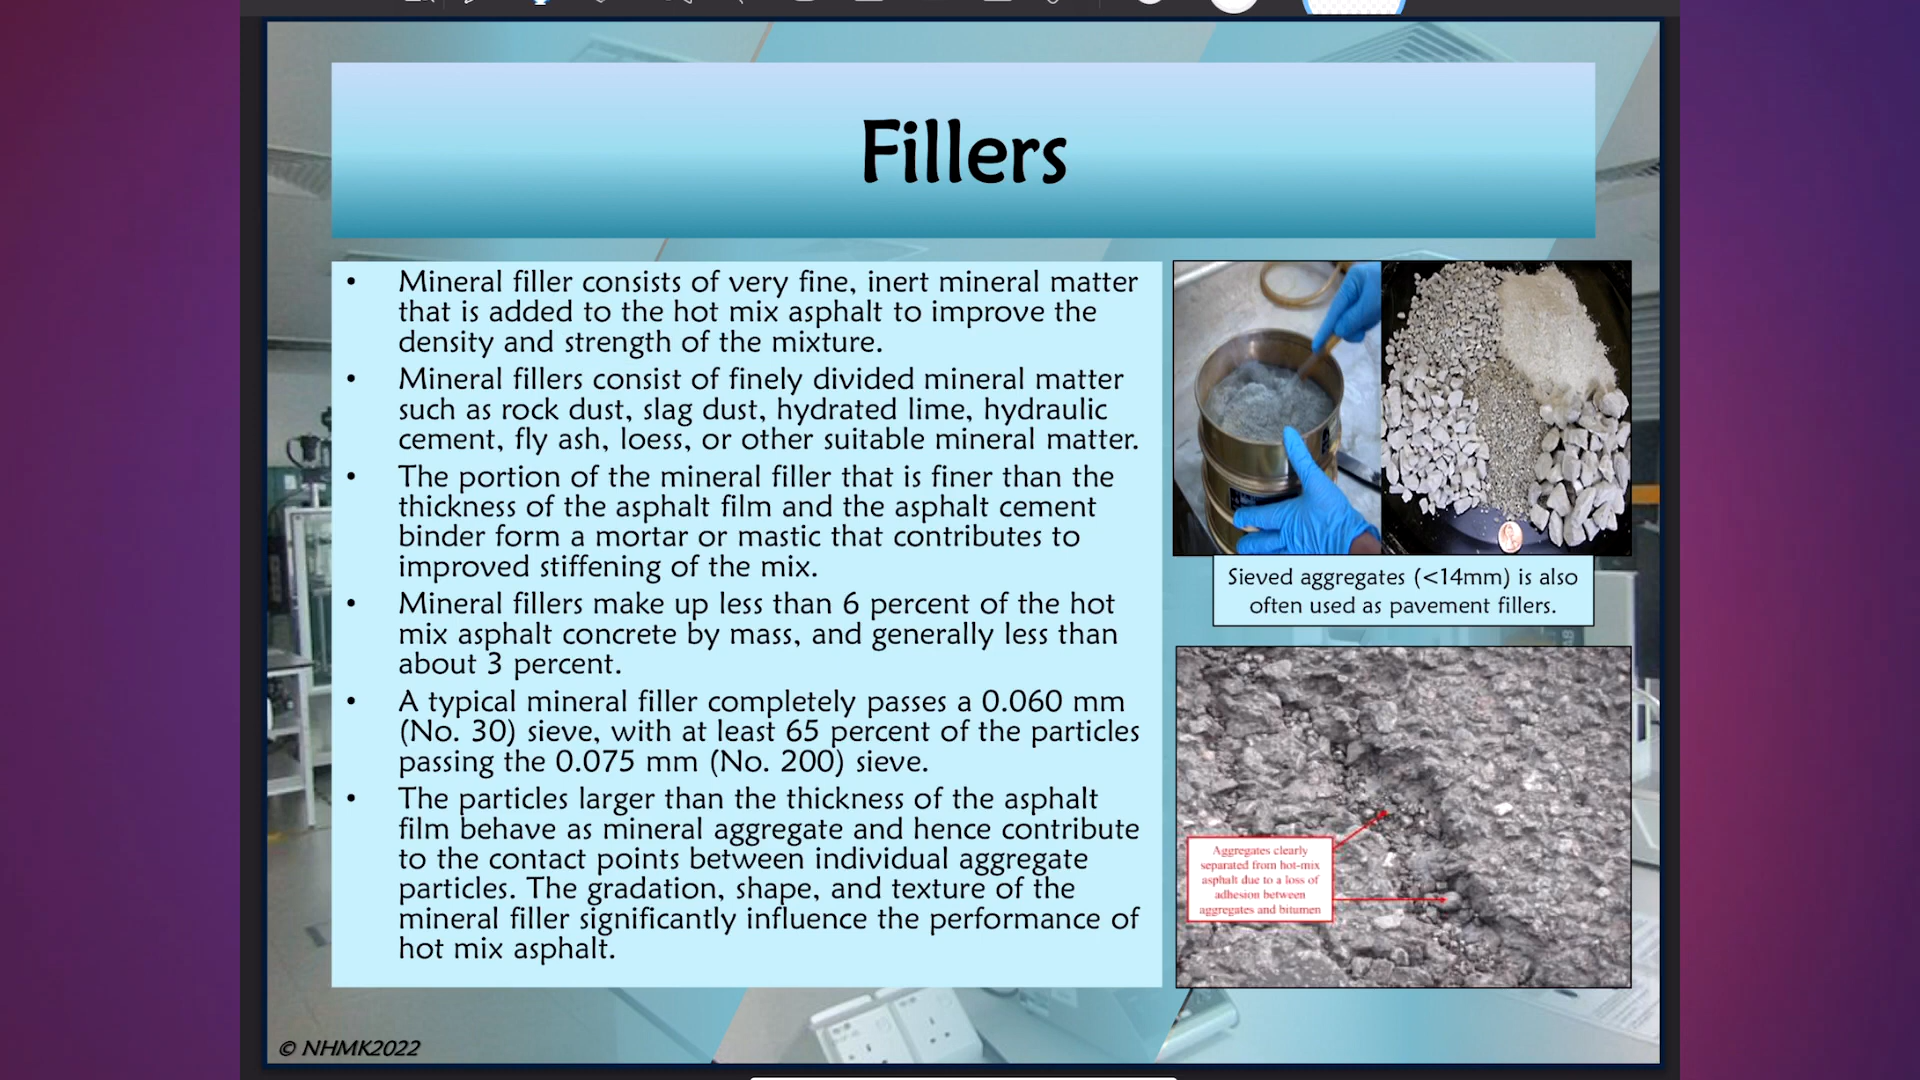 Fillers
• Mineral filler consists of very fine, inert mineral matter
that is added to the hot mix asphalt to improve the
density and strength of the mixture.
• Mineral fillers consist of finely divided mineral matter
such as rock dust, slag dust, hydrated lime, hydraulic
cement, fly ash, loess, or other suitable mineral matter.
• The portion of the mineral filler that is finer than the
thickness of the asphalt film and the asphalt cement
binder form a mortar or mastic that contributes to
improved stiffening of the mix.
• Mineral fillers make up less than 6 percent of the hot
mix asphalt concrete by mass, and generally less than
about 3 percent.
• A typical mineral filler completely passes a 0.060 mm
(No. 30) sieve, with at least 65 percent of the particles
passing the 0.075 mm (No. 200) sieve.
• The particles larger than the thickness of the asphalt
film behave as mineral aggregate and hence contribute
to the contact points between individual aggregate
particles. The gradation, shape, and texture of the
mineral filler significantly influence the performance of
hot mix asphalt.
Sieved aggregates (<14mm) is also
often used as pavement fillers.
Aggregates clearly
separated from hot-mix
asphalt due to a loss of
adhesion between
aggregates and bitumen
© NHMK2022